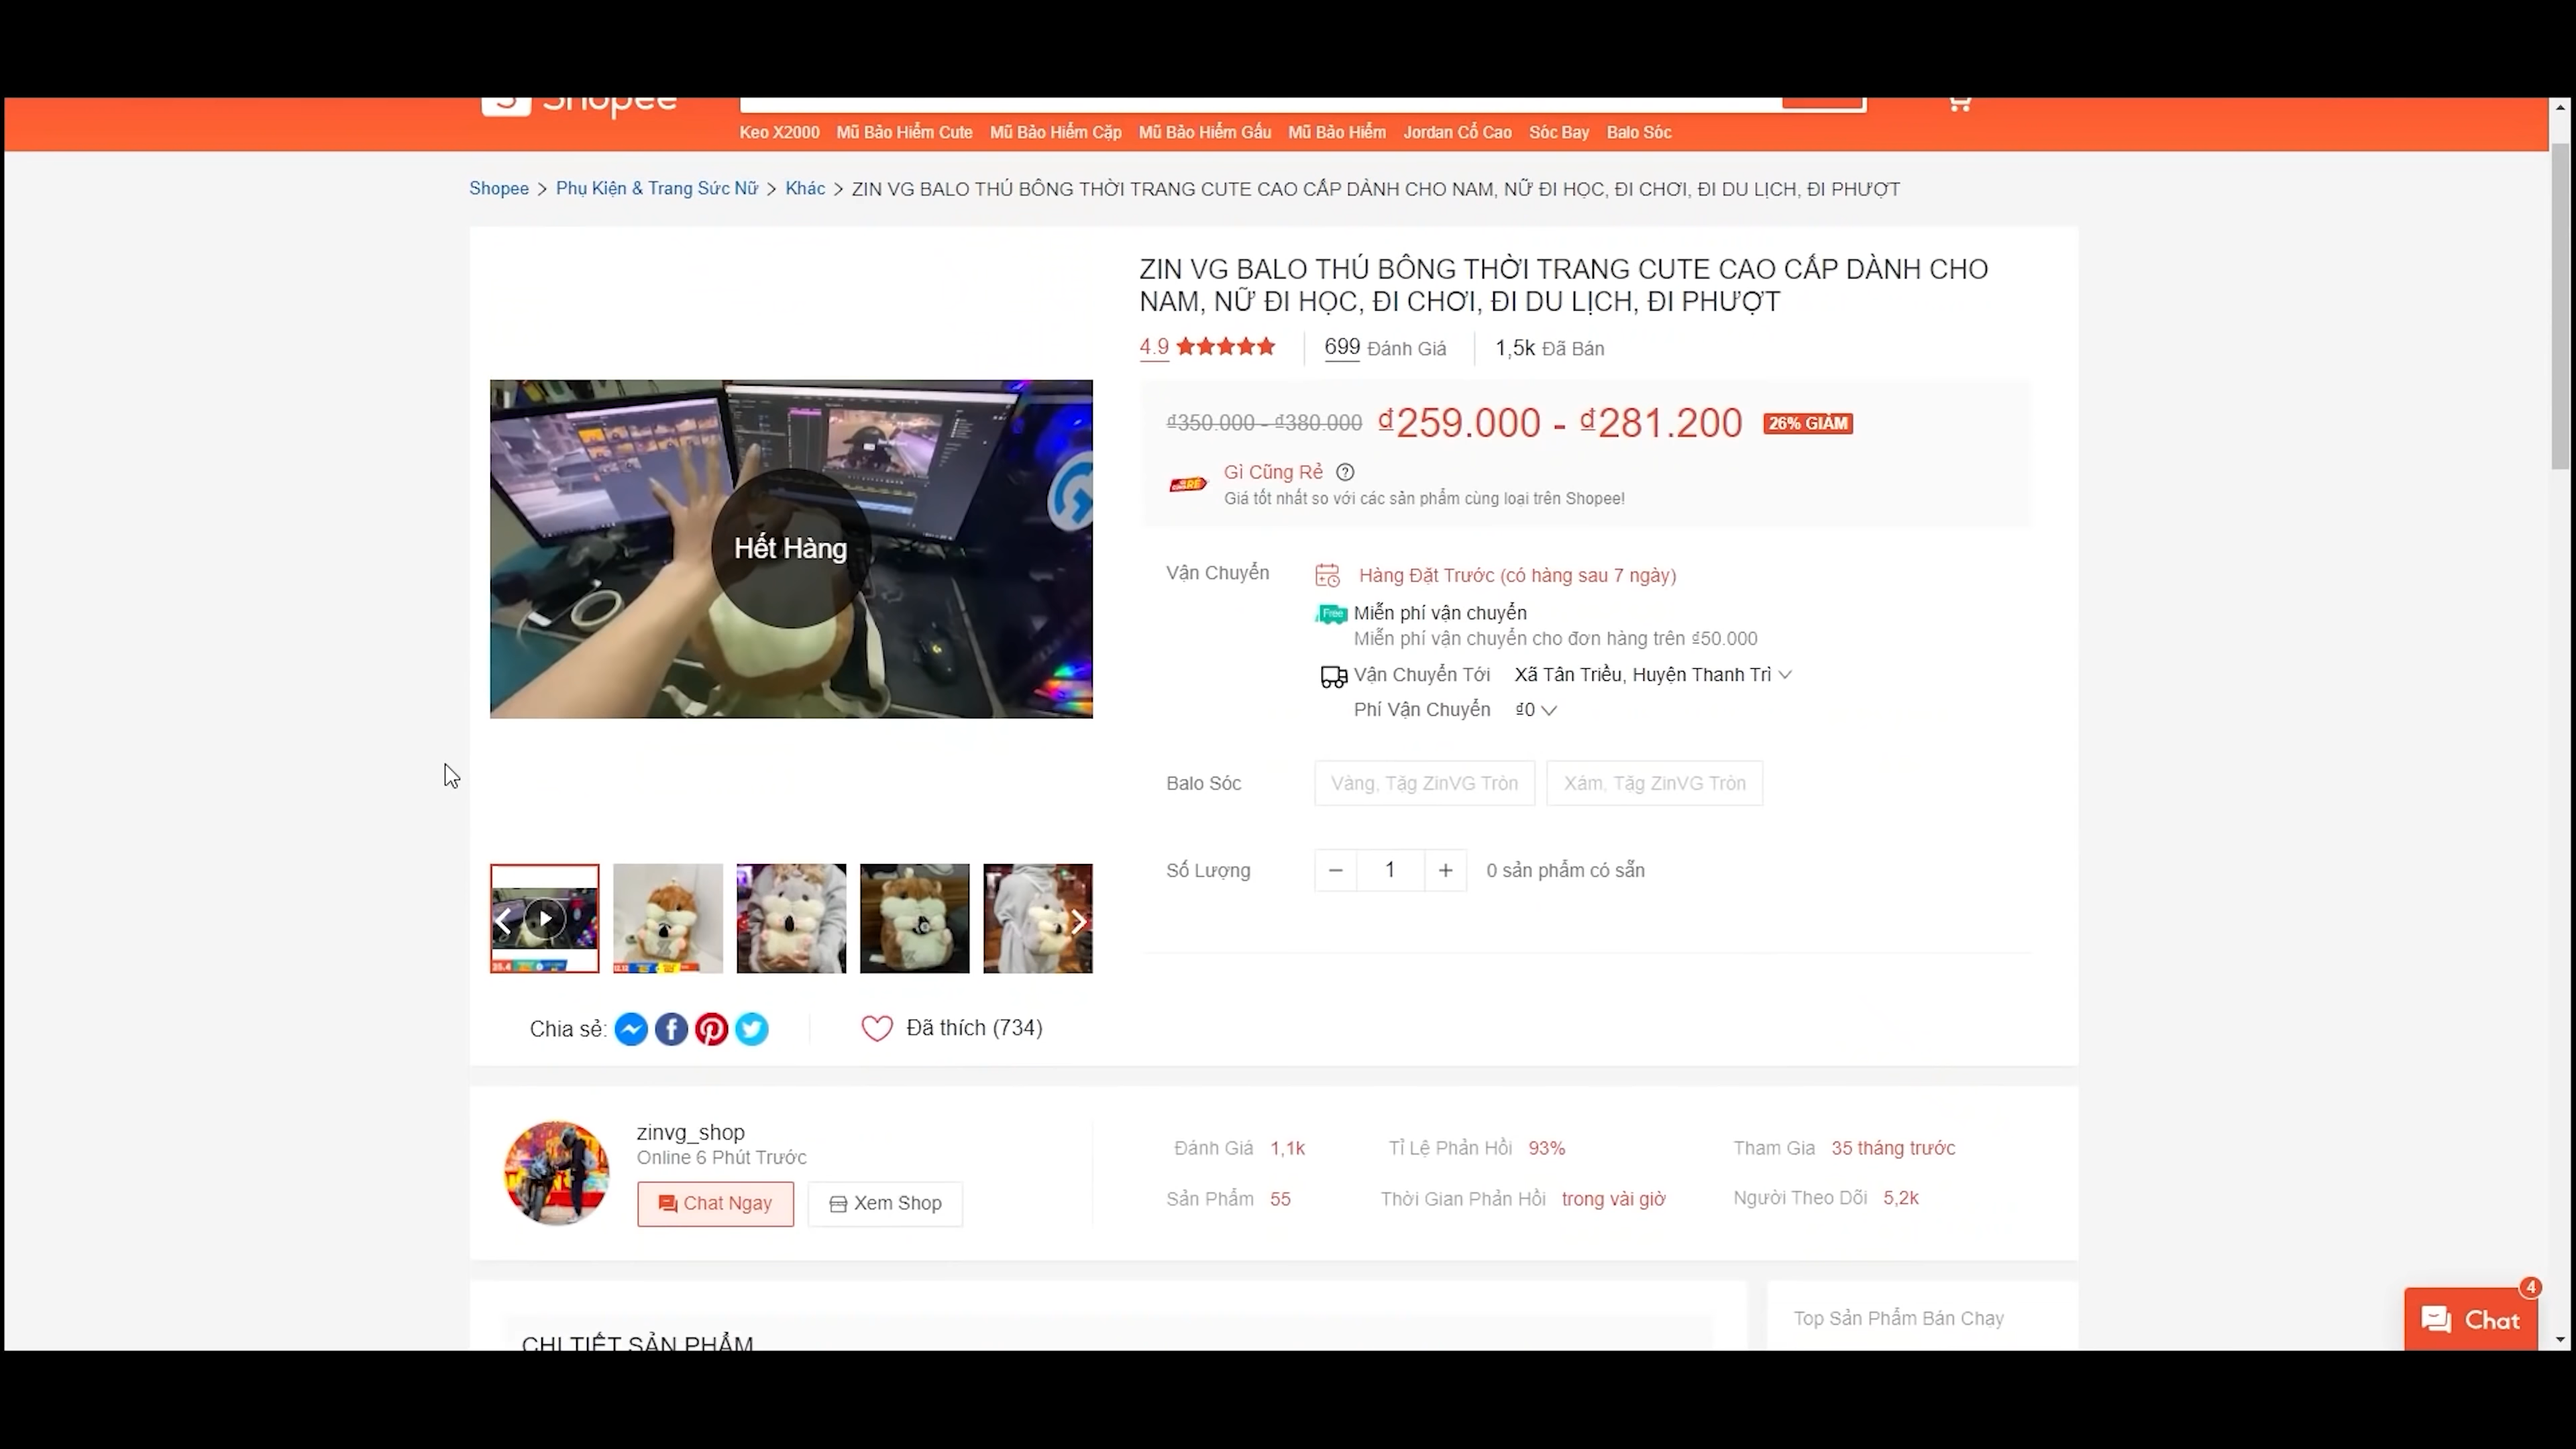 Shopee
Keo X2000 Mũ Bảo Hiểm Cute Mũ Bảo Hiểm Cặp Mũ Bảo Hiểm Gấu Mũ Bảo Hiểm Jordan Cổ Cao Sóc Bay Balo Sóc
Shopee > Phụ Kiện & Trang Sức Nữ > Khác > ZIN VG BALO THÚ BÔNG THỜI TRANG CUTE CAO CẤP DÀNH CHO NAM, NỮ ĐI HỌC, ĐI CHƠI, ĐI DU LỊCH, ĐI PHƯỢT
ZIN VG BALO THÚ BÔNG THỜI TRANG CUTE CAO CẤP DÀNH CHO
NAM, NỮ ĐI HỌC, ĐI CHƠI, ĐI DU LỊCH, ĐI PHƯỢT
4.9 699 Đánh Giá 1,5k Đã Bán
₫350.000 - ₫380.000 ₫259.000 - ₫281.200 26% GIẢM
Gì Cũng Rẻ
Giá tốt nhất so với các sản phẩm cùng loại trên Shopee!
Hết Hàng
Vận Chuyển Hàng Đặt Trước (có hàng sau 7 ngày)
Free Miễn phí vận chuyển
Miễn phí vận chuyển cho đơn hàng trên ₫50.000
Vận Chuyển Tới Xã Tân Triều, Huyện Thanh Trì
Phí Vận Chuyển ₫0
Balo Sóc Vàng, Tặg ZinVG Tròn Xám, Tặg ZinVG Tròn
Số Lượng 1 0 sản phẩm có sẵn
Chia sẻ: Đã thích (734)
zinvg_shop
Online 6 Phút Trước
Chat Ngay Xem Shop
Đánh Giá 1,1k Tỉ Lệ Phản Hồi 93% Tham Gia 35 tháng trước
Sản Phẩm 55 Thời Gian Phản Hồi trong vài giờ Người Theo Dõi 5,2k
CHI TIẾT SẢN PHẨM
Top Sản Phẩm Bán Chạy
4
Chat